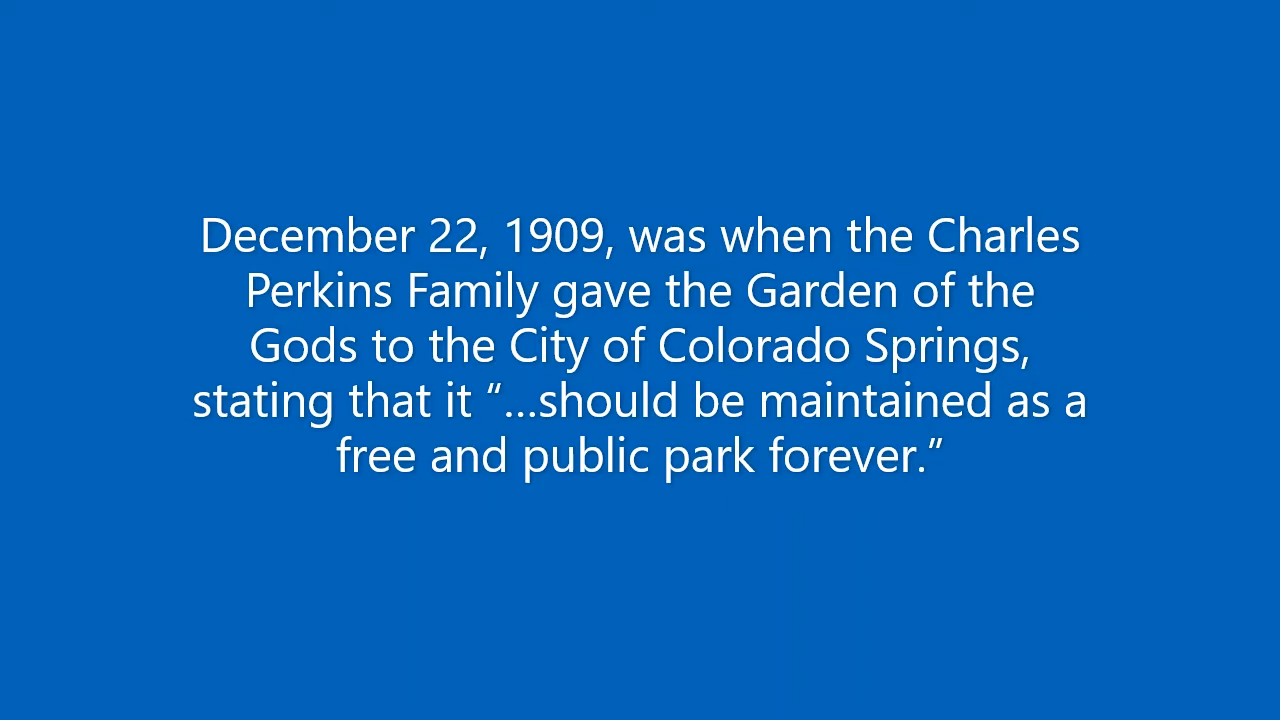 December 22, 1909, was when the Charles
Perkins Family gave the Garden of the
Gods to the City of Colorado Springs,
stating that it “…should be maintained as a
free and public park forever.”